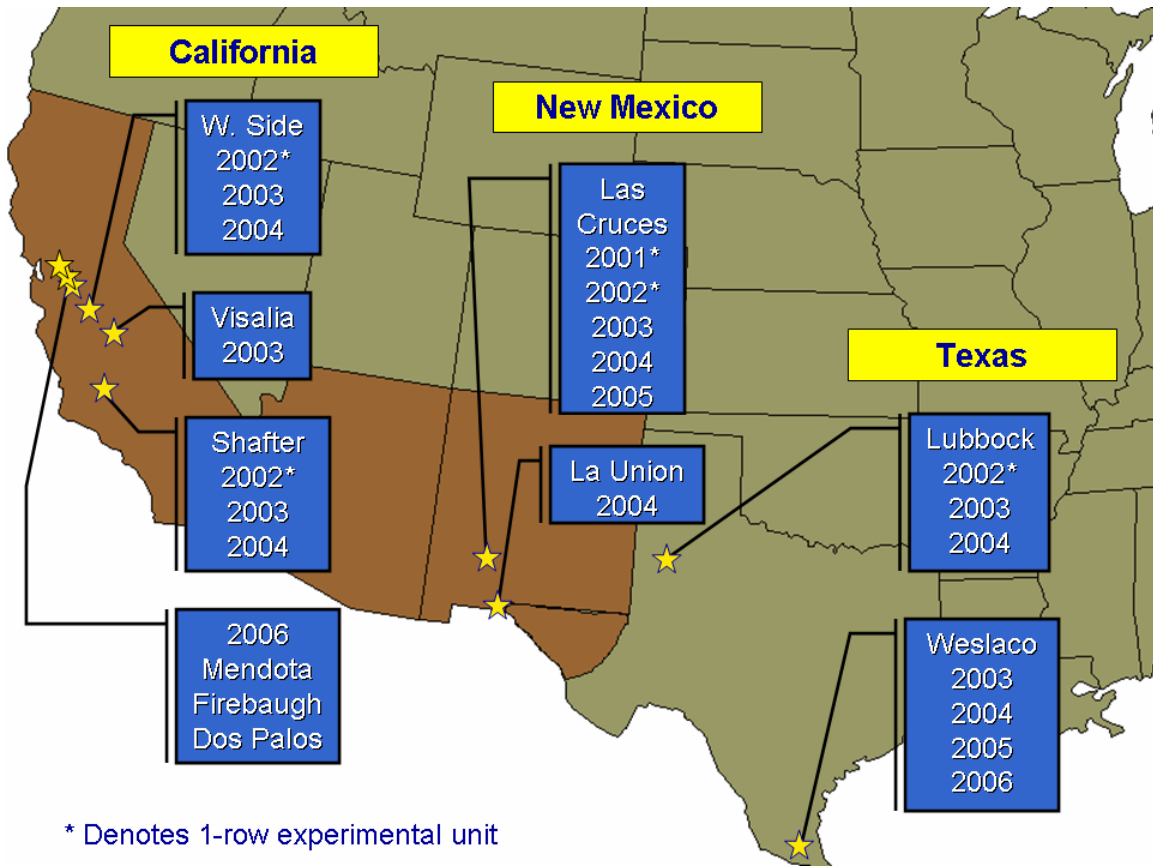 California
W. Side
2002*
2003
2004
Visalia
2003
Shafter
2002*
2003
2004
2006
Mendota
Firebaugh
Dos Palos
New Mexico
Las
Cruces
2001*
2002*
2003
2004
2005
La Union
2004
Texas
Lubbock
2002*
2003
2004
Weslaco
2003
2004
2005
2006
* Denotes 1-row experimental unit